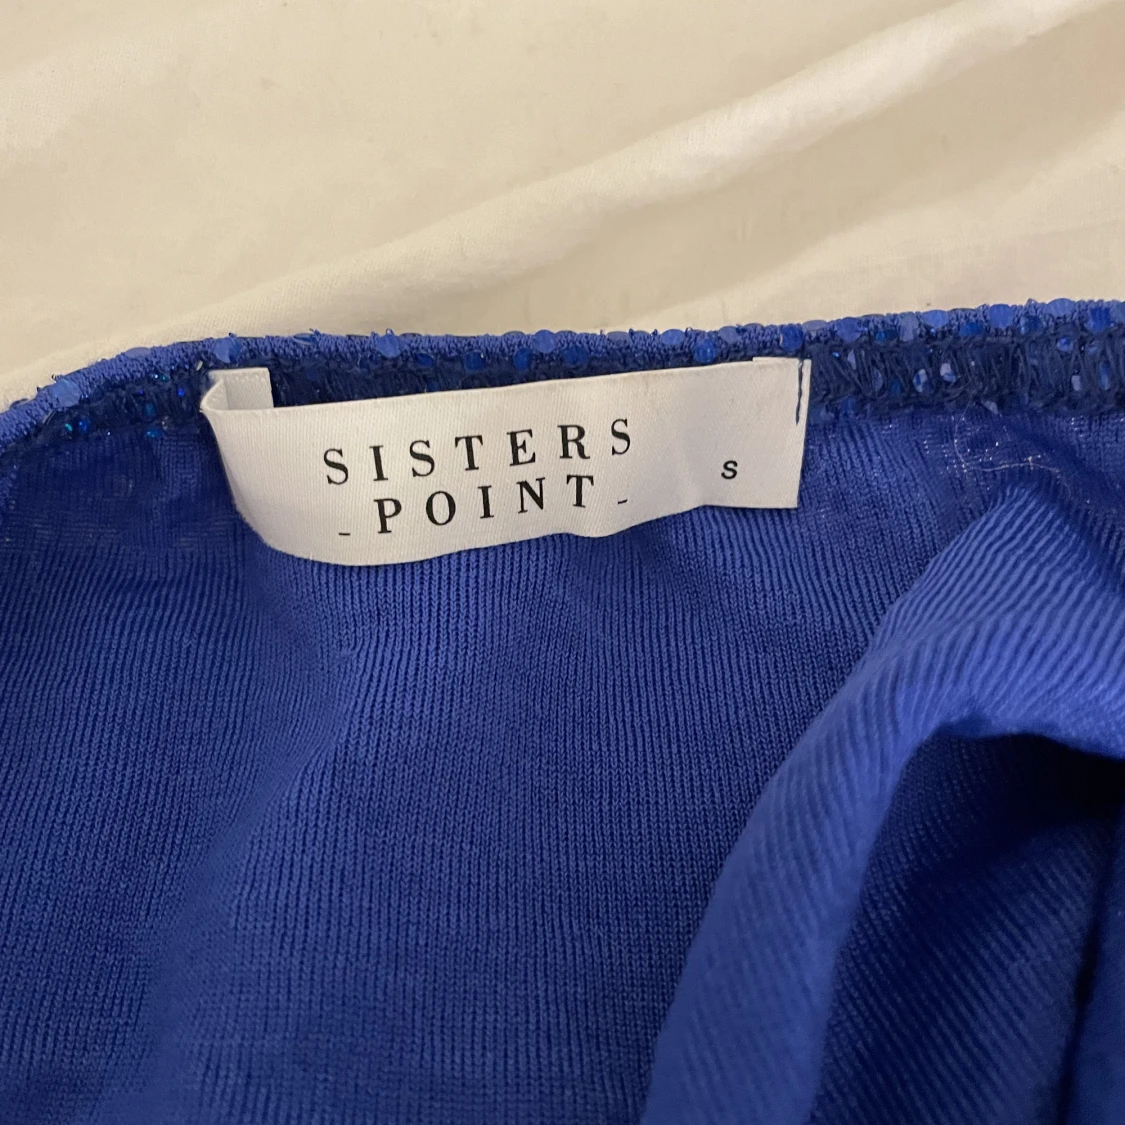 SISTERS
- POINT -
S